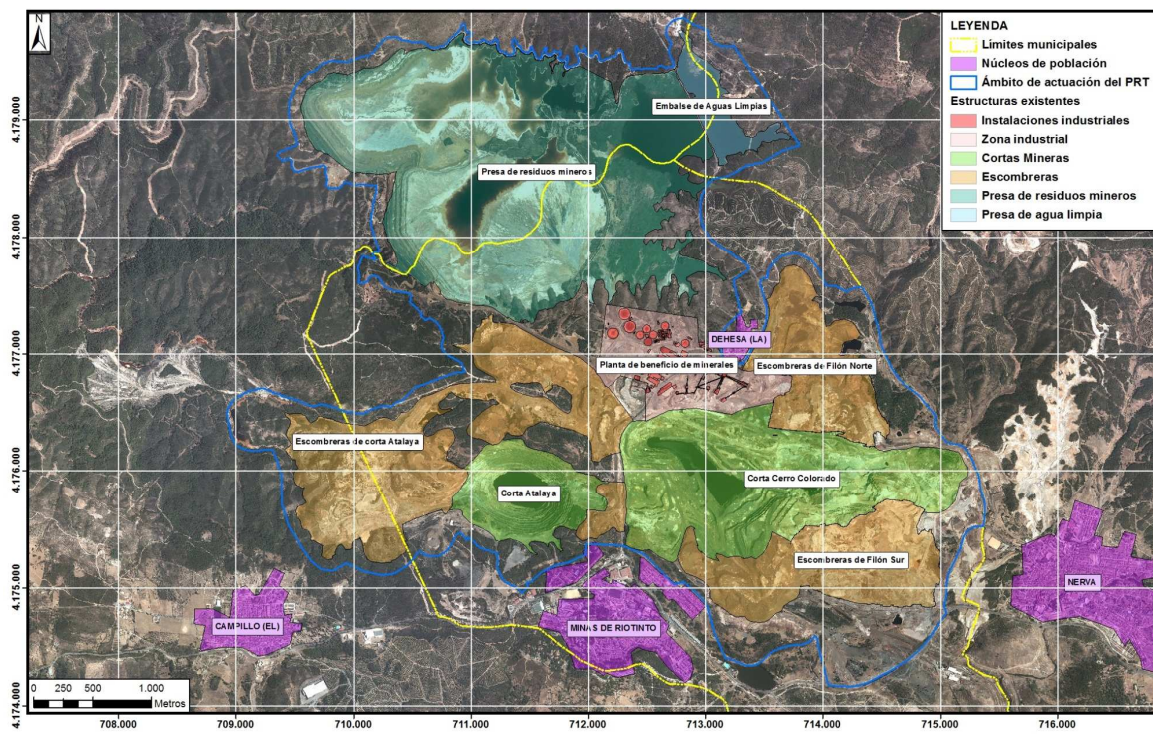 N
LEYENDA
Límites municipales
Núcleos de población
Ámbito de actuación del PRT
Estructuras existentes
Instalaciones industriales
Zona industrial
Cortas Mineras
Escombreras
Presa de residuos mineros
Presa de agua limpia
Embalse de Aguas Limpias
Presa de residuos mineros
DEHESA (LA)
Planta de beneficio de minerales
Escombreras de Filón Norte
Escombreras de corta Atalaya
Corta Atalaya
Corta Cerro Colorado
Escombreras de Filón Sur
NERVA
CAMPILLO (EL)
MINAS DE RIOTINTO
4.179.000
4.178.000
4.177.000
4.176.000
4.175.000
4.174.000
0 250 500 1.000
Metros
708.000 709.000 710.000 711.000 712.000 713.000 714.000 715.000 716.000